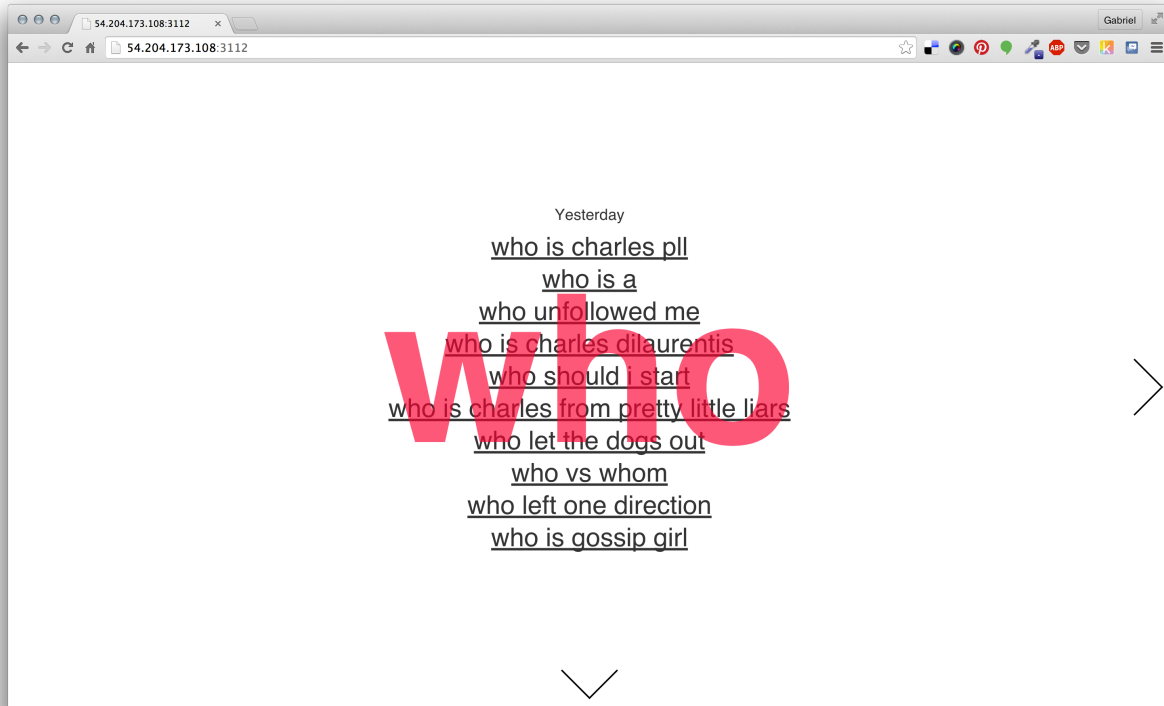 54.204.173.108:3112
Gabriel
54.204.173.108:3112
ABP
Yesterday
who is charles pll
who is a
who unfollowed me
who is charles dilaurentis
who should i start
who is charles from pretty little liars
who let the dogs out
who vs whom
who left one direction
who is gossip girl
who